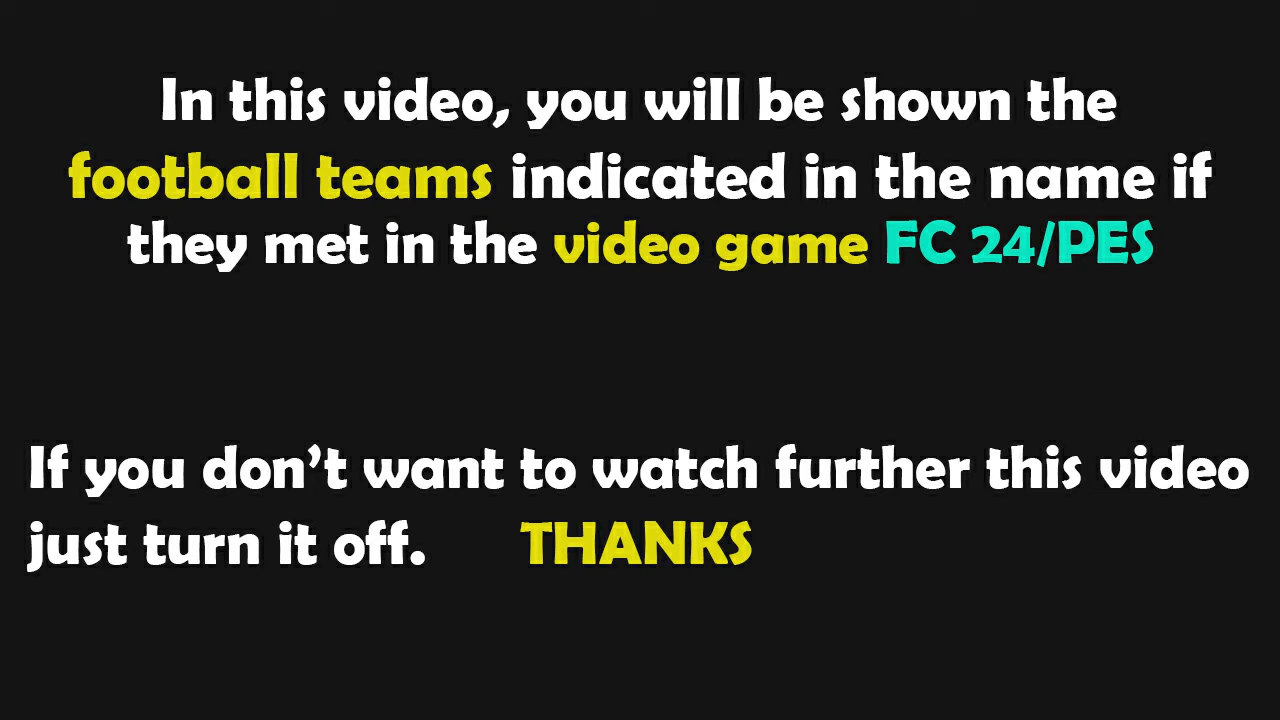 In this video, you will be shown the
football teams indicated in the name if
they met in the video game FC 24/PES
If you don't want to watch further this video
just turn it off. THANKS